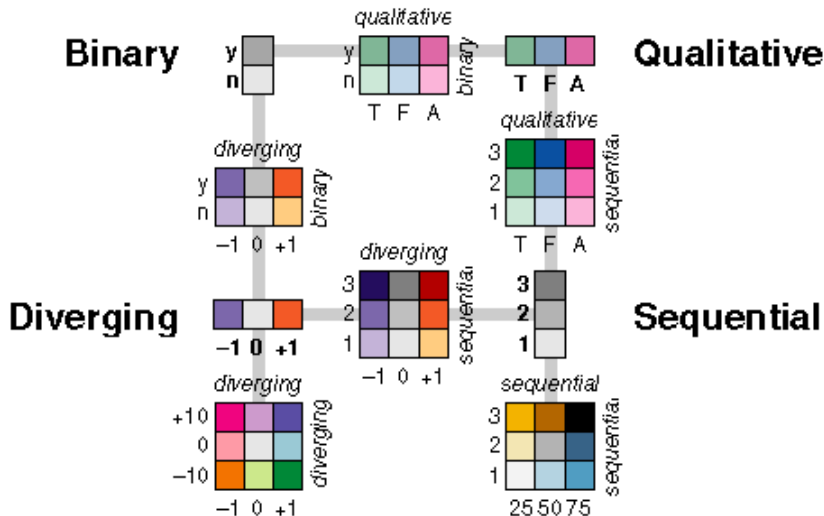 qualitative
Binary
y
n
y
n
binary
T F A
T F A
Qualitative
diverging
y
n
binary
−1 0 +1
qualitative
3
2
1
sequential
T F A
Diverging
−1 0 +1
diverging
3
2
1
sequential
−1 0 +1
3
2
1
Sequential
diverging
+10
0
−10
diverging
−1 0 +1
sequential
3
2
1
sequential
25 50 75